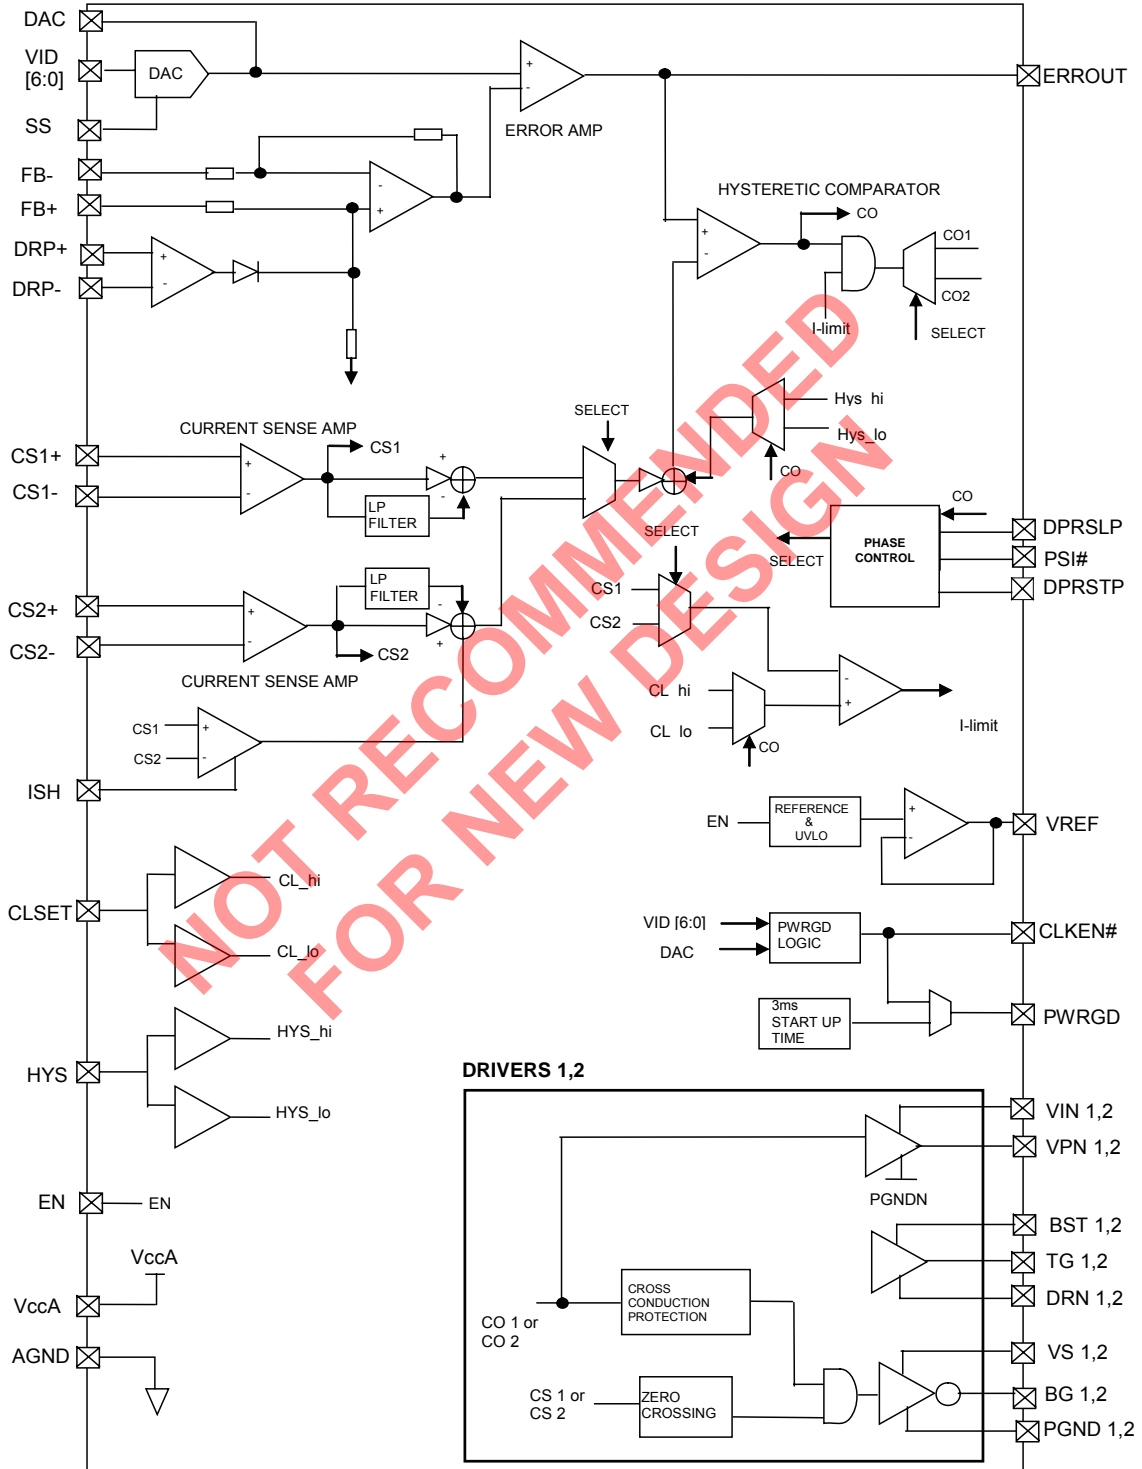 DAC
VID
[6:0]
DAC
SS
FB-
FB+
DRP+
DRP-
+
-
ERROR AMP
ERROUT
-
+
+
-
HYSTERETIC COMPARATOR
CO
+
-
CO1
CO2
I-limit
SELECT
Hys_hi
Hys_lo
CO
SELECT
CURRENT SENSE AMP
CS1
CS1+
CS1-
+
-
+
-
LP
FILTER
CO
PHASE
CONTROL
SELECT
DPRSLP
PSI#
DPRSTP
SELECT
CS1
CS2
LP
FILTER
CS2+
CS2-
+
-
-
+
CS2
CURRENT SENSE AMP
CL_hi
CL_lo
CO
-
+
I-limit
CS1
CS2
+
-
ISH
EN
REFERENCE
&
UVLO
+
-
VREF
CLSET
CL_hi
CL_lo
VID [6:0]
DAC
PWRGD
LOGIC
CLKEN#
3ms
START UP
TIME
PWRGD
HYS
HYS_hi
HYS_lo
DRIVERS 1,2
VIN 1,2
VPN 1,2
PGNDN
EN
EN
BST 1,2
TG 1,2
DRN 1,2
VccA
VccA
CO 1 or
CO 2
CROSS
CONDUCTION
PROTECTION
AGND
VS 1,2
BG 1,2
PGND 1,2
CS 1 or
CS 2
ZERO
CROSSING
NOT RECOMMENDED
FOR NEW DESIGN